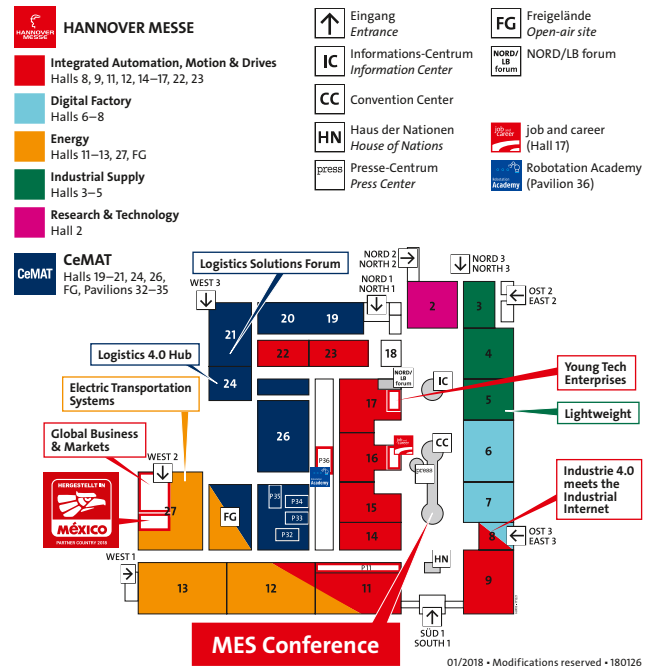 HANNOVER
MESSE
HANNOVER MESSE
Integrated Automation, Motion & Drives
Halls 8, 9, 11, 12, 14–17, 22, 23
Digital Factory
Halls 6–8
Energy
Halls 11–13, 27, FG
Industrial Supply
Halls 3–5
Research & Technology
Hall 2
CeMAT
CeMAT
Halls 19–21, 24, 26,
FG, Pavilions 32–35
Eingang
Entrance
IC
Informations-Centrum
Information Center
CC
Convention Center
HN
Haus der Nationen
House of Nations
press
Presse-Centrum
Press Center
FG
Freigelände
Open-air site
NORD/
LB
forum
NORD/LB forum
job and
career
job and career
(Hall 17)
Robotation
Academy
Robotation Academy
(Pavilion 36)
Logistics Solutions Forum
NORD 2
NORTH 2
NORD 3
NORTH 3
WEST 3
NORD 1
NORTH 1
OST 2
EAST 2
2
3
21
20
19
4
22
23
18
Logistics 4.0 Hub
24
NORD/
LB
forum
IC
Young Tech
Enterprises
Electric Transportation
Systems
17
5
Lightweight
26
Global Business
& Markets
job and
career
CC
16
6
WEST 2
P36
Robotation
Academy
press
Industrie 4.0
meets the
Industrial
Internet
HERGESTELLT IN
MÉXICO
PARTNER COUNTRY 2018
27
FG
P35
P34
P33
P32
15
7
14
8
OST 3
EAST 3
WEST 1
HN
P11
13
12
11
9
MES Conference
SÜD 1
SOUTH 1
01/2018 • Modifications reserved • 180126